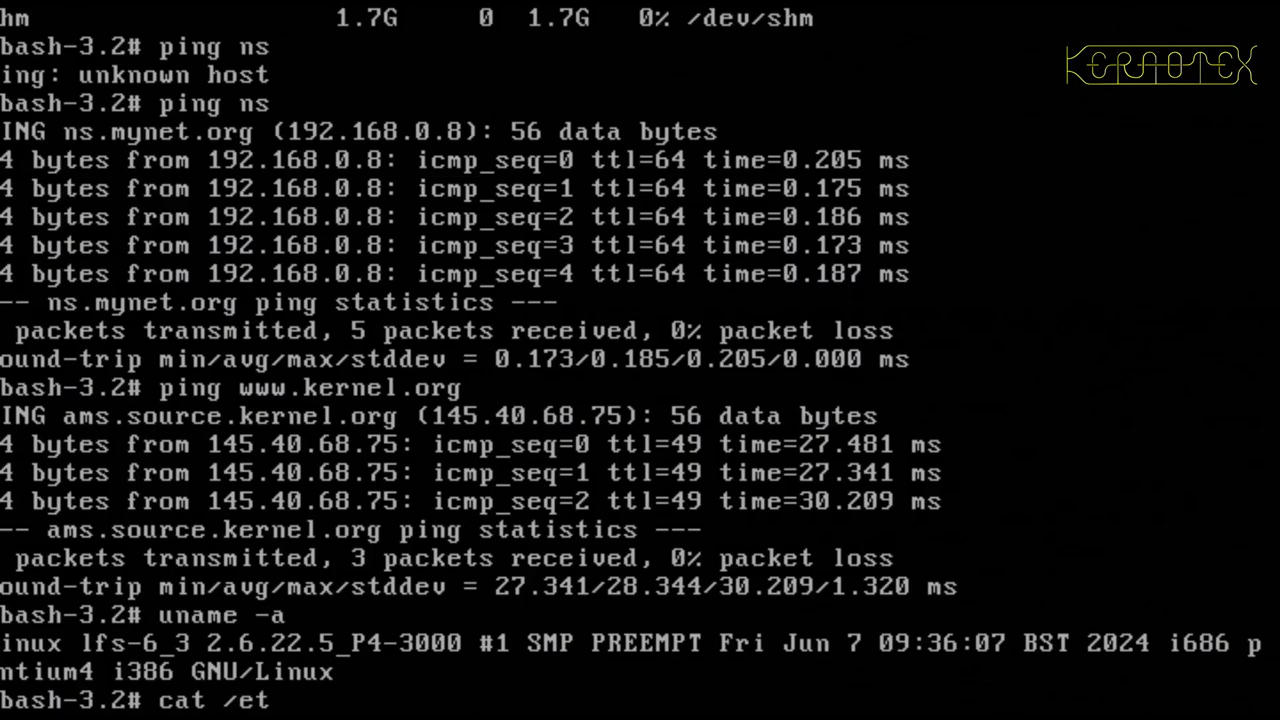 hm 1.7G 0 1.7G 0% /dev/shm
bash-3.2# ping ns
ing: unknown host
bash-3.2# ping ns
ING ns.mynet.org (192.168.0.8): 56 data bytes
4 bytes from 192.168.0.8: icmp_seq=0 ttl=64 time=0.205 ms
4 bytes from 192.168.0.8: icmp_seq=1 ttl=64 time=0.175 ms
4 bytes from 192.168.0.8: icmp_seq=2 ttl=64 time=0.186 ms
4 bytes from 192.168.0.8: icmp_seq=3 ttl=64 time=0.173 ms
4 bytes from 192.168.0.8: icmp_seq=4 ttl=64 time=0.187 ms
-- ns.mynet.org ping statistics ---
packets transmitted, 5 packets received, 0% packet loss
ound-trip min/avg/max/stddev = 0.173/0.185/0.205/0.000 ms
bash-3.2# ping www.kernel.org
ING ams.source.kernel.org (145.40.68.75): 56 data bytes
4 bytes from 145.40.68.75: icmp_seq=0 ttl=49 time=27.481 ms
4 bytes from 145.40.68.75: icmp_seq=1 ttl=49 time=27.341 ms
4 bytes from 145.40.68.75: icmp_seq=2 ttl=49 time=30.209 ms
-- ams.source.kernel.org ping statistics ---
packets transmitted, 3 packets received, 0% packet loss
ound-trip min/avg/max/stddev = 27.341/28.344/30.209/1.320 ms
bash-3.2# uname -a
inux lfs-6_3 2.6.22.5_P4-3000 #1 SMP PREEMPT Fri Jun 7 09:36:07 BST 2024 i686 p
ntium4 i386 GNU/Linux
bash-3.2# cat /et